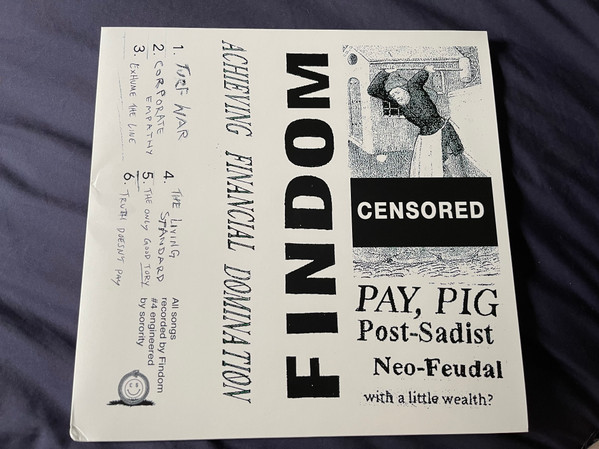 FINDOM
ACHIEVING FINANCIAL DOMINATION
1. TURF WAR
2. CORPORATE
EMPATHY
3. EXHUME THE LINE
4. THE LIVING
STANDARD
5. THE ONLY GOOD TORY
6. TRUTH DOESN'T PAY
All songs
recorded by Findom
#4 engineered
by sorority
CENSORED
PAY, PIG
Post-Sadist
Neo-Feudal
with a little wealth?